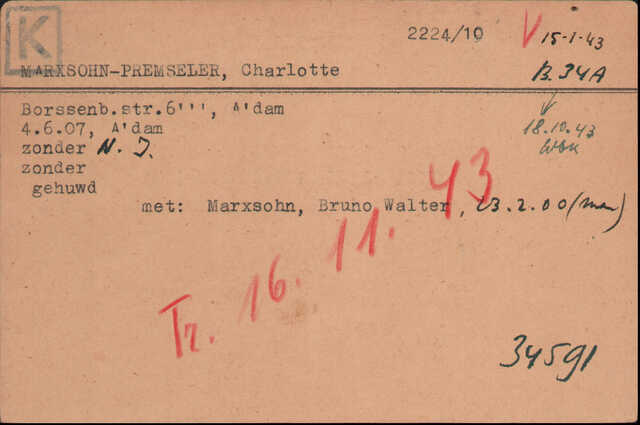 K
2224/10
15-1-43
MARXSOHN-PREMSELER, Charlotte
B.34A
Borssenb.str.6''', A'dam
4.6.07, A'dam
18.10.43
zonder N.I.
Wbk
zonder
gehuwd
met: Marxsohn, Bruno Walter, 23.2.00 (man)
Tr. 16.11.43
34591